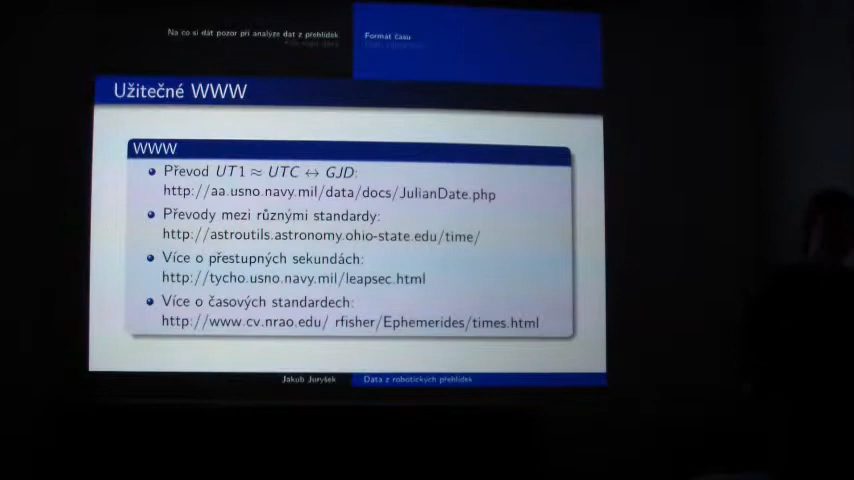 Na co si dát pozor při analýze dat z přehlídek
Formát času
Užitečné WWW
WWW
Převod UT1 ≈ UTC ↔ GJD:
http://aa.usno.navy.mil/data/docs/JulianDate.php
Převody mezi různými standardy:
http://astroutils.astronomy.ohio-state.edu/time/
Více o přestupných sekundách:
http://tycho.usno.navy.mil/leapsec.html
Více o časových standardech:
http://www.cv.nrao.edu/ rfisher/Ephemerides/times.html
Jakub Juryšek
Data z robotických přehlídek